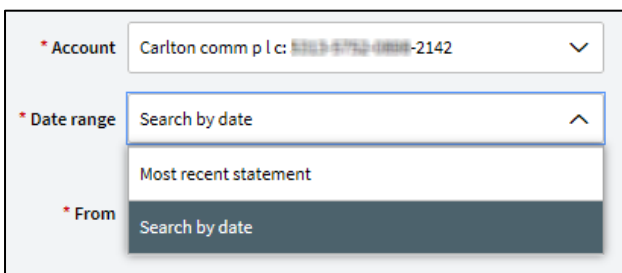 * Account Carlton comm p l c: -2142
* Date range Search by date
Most recent statement
* From
Search by date